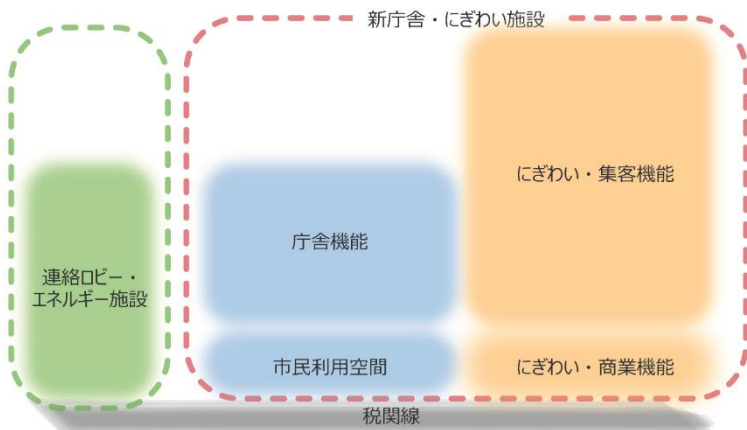 新庁舎・にぎわい施設
にぎわい・集客機能
庁舎機能
連絡ロビー・
エネルギー施設
市民利用空間
にぎわい・商業機能
税関線